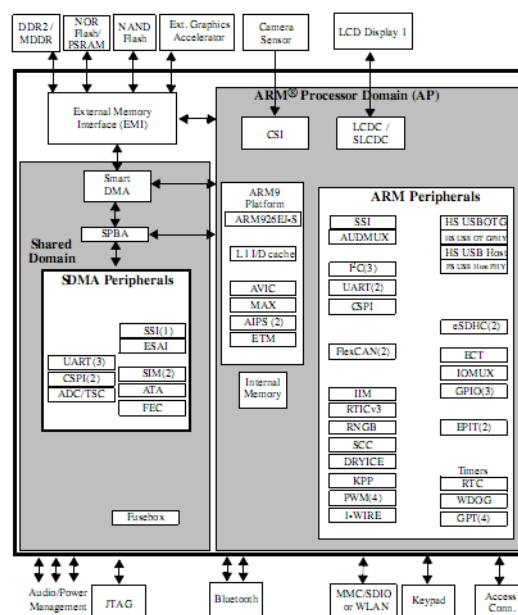 DDR2 /
MDDR
NOR
Flash/
PSRAM
NAND
Flash
Ext. Graphics
Accelerator
Camera
Sensor
LCD Display 1
External Memory
Interface (EMI)
ARM® Processor Domain (AP)
CSI
LCDC /
SLCDC
Smart
DMA
SPBA
Shared
Domain
SDMA Peripherals
SSI(1)
ESAI
UART(3)
CSPI(2)
ADC/TSC
SIM(2)
ATA
FEC
Fusebox
ARM9
Platform
ARM926EJ-S
L1 I/D cache
AVIC
MAX
AIPS (2)
ETM
Internal
Memory
ARM Peripherals
SSI
AUDMUX
I²C(3)
UART(2)
CSPI
FlexCAN(2)
IIM
RTICv3
RNGB
SCC
DRYICE
KPP
PWM(4)
1-WIRE
HS USBOTG
HS USB OT GPHY
HS USB Host
FS USB Host PHY
eSDHC(2)
ECT
IOMUX
GPIO(3)
EPIT(2)
Timers
RTC
WDOG
GPT(4)
Audio/Power
Management
JTAG
Bluetooth
MMC/SDIO
or WLAN
Keypad
Access.
Conn.